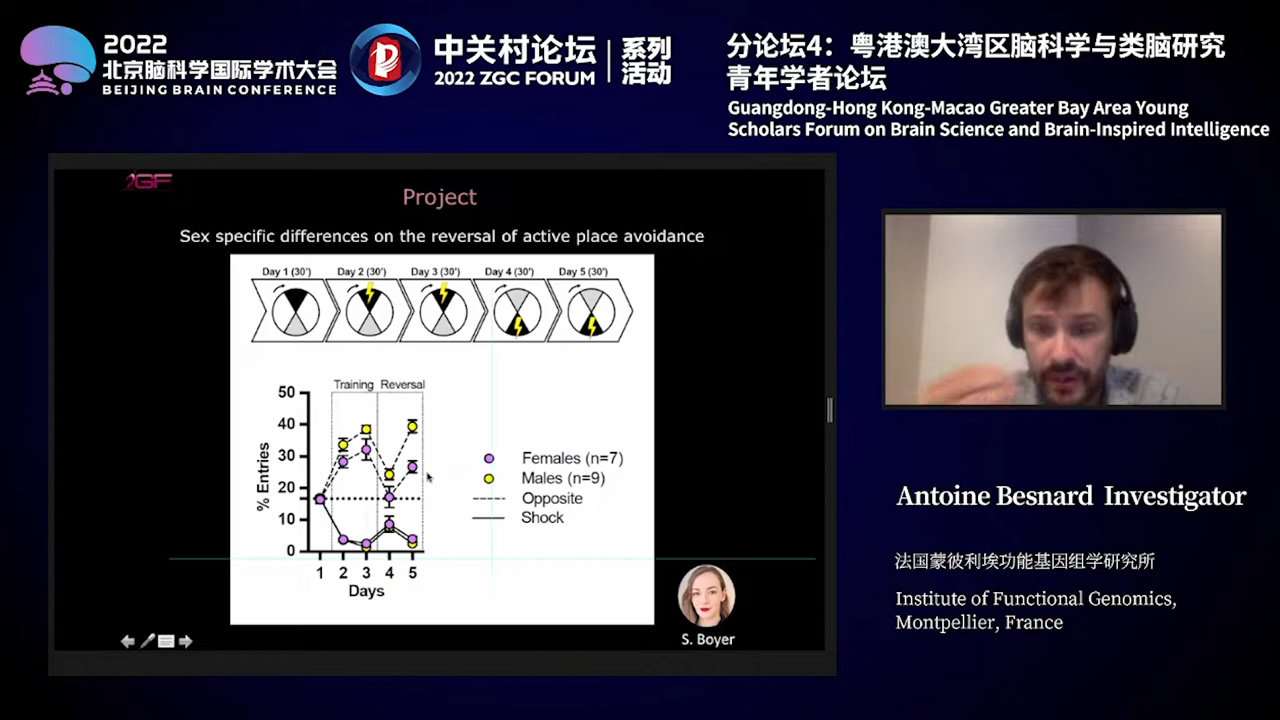 2022
北京脑科学国际学术大会
BEIJING BRAIN CONFERENCE
中关村论坛
2022 ZGC FORUM
系列
活动
分论坛4：粤港澳大湾区脑科学与类脑研究
青年学者论坛
Guangdong-Hong Kong-Macao Greater Bay Area Young
Scholars Forum on Brain Science and Brain-Inspired Intelligence
IGF
Project
Sex specific differences on the reversal of active place avoidance
Day 1 (30') Day 2 (30') Day 3 (30') Day 4 (30') Day 5 (30')
Training Reversal
50
40
30
20
10
0
% Entries
1 2 3 4 5
Days
Females (n=7)
Males (n=9)
Opposite
Shock
S. Boyer
Antoine Besnard Investigator
法国蒙彼利埃功能基因组学研究所
Institute of Functional Genomics,
Montpellier, France